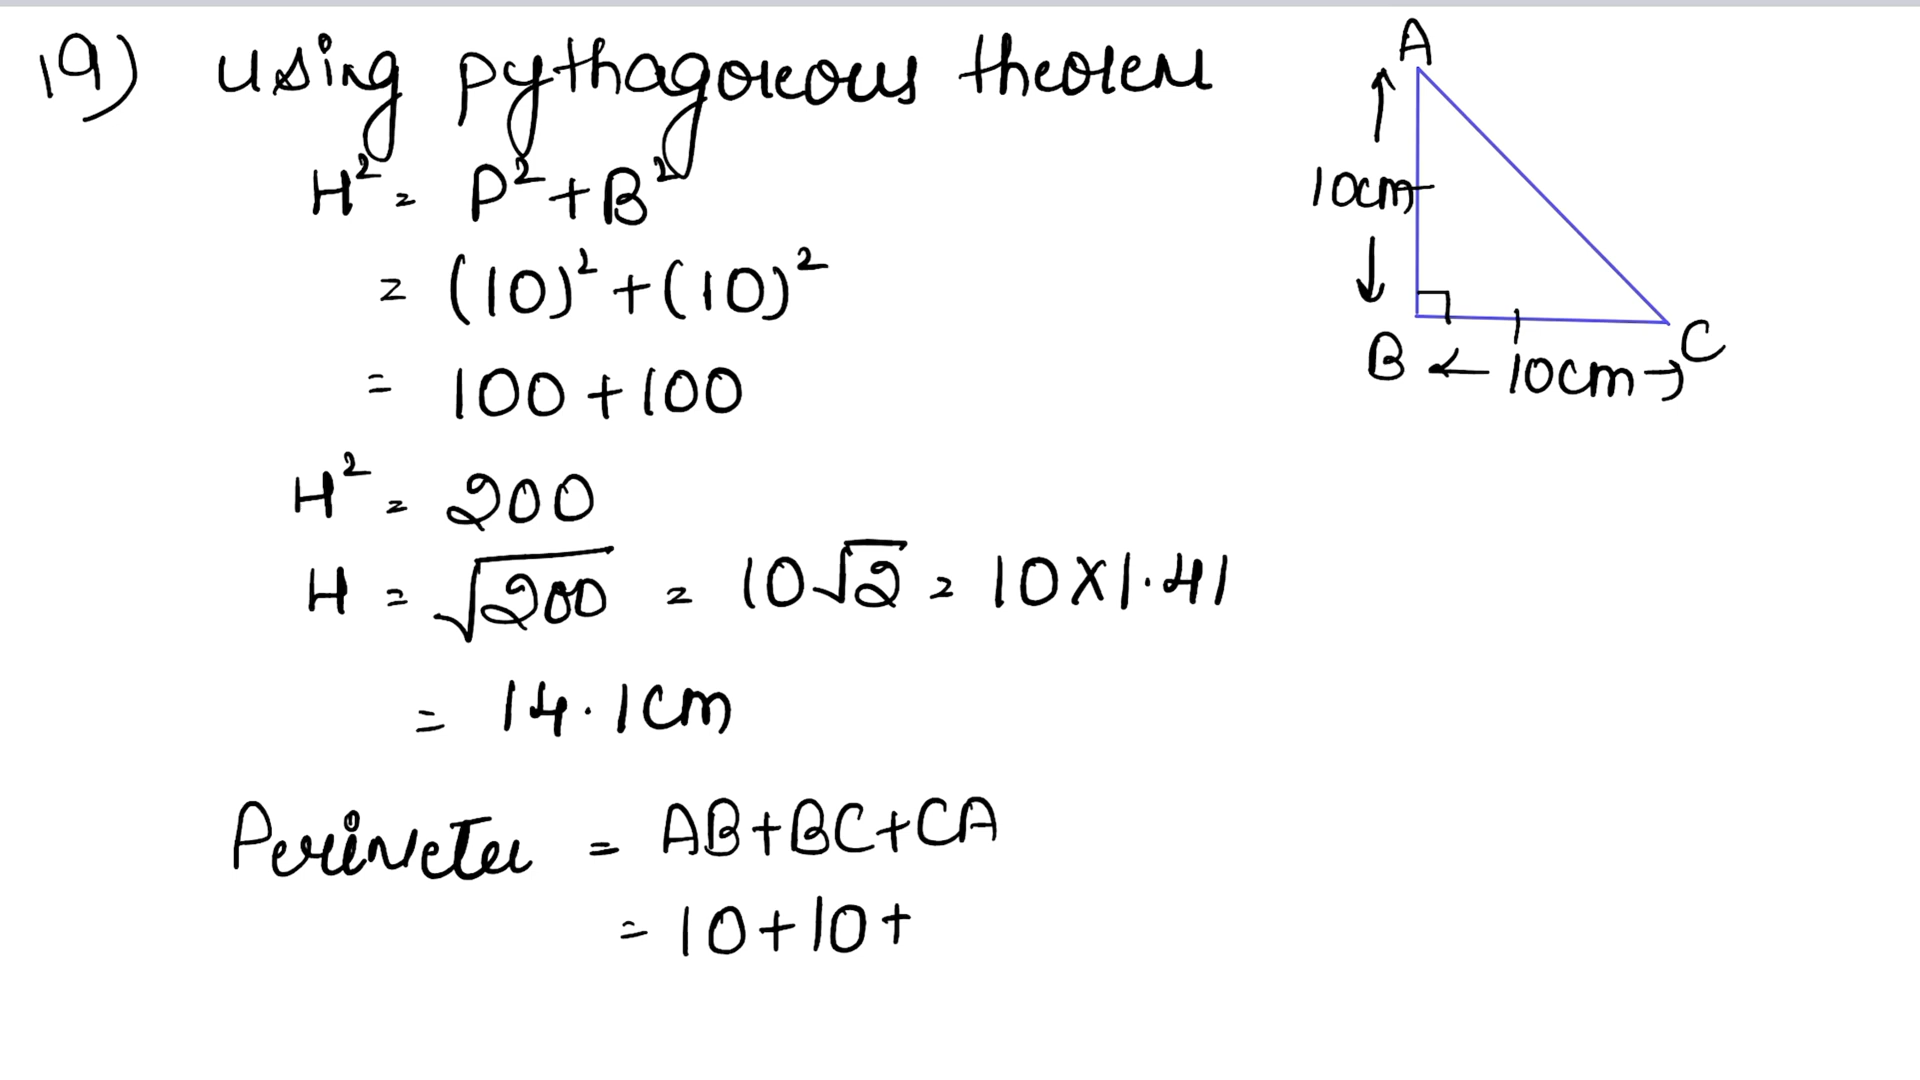 19) Using pythagoreous theorem
H² = P² + B²
= (10)² + (10)²
= 100 + 100
H² = 200
H = √200 = 10√2 = 10 X 1.41
= 14.1cm
Perimeter = AB + BC + CA
= 10 + 10 +
A
10cm
B
10cm
C